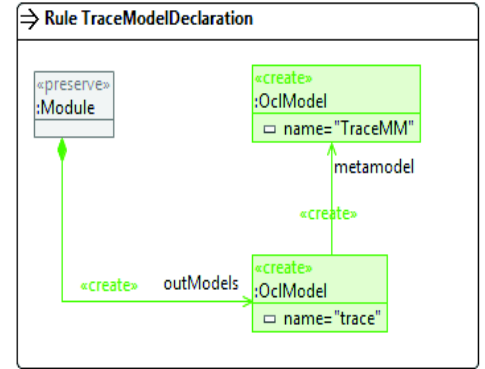 Rule TraceModelDeclaration
«preserve»
:Module
«create»
:OclModel
name="TraceMM"
metamodel
«create»
«create»
outModels
«create»
:OclModel
name="trace"